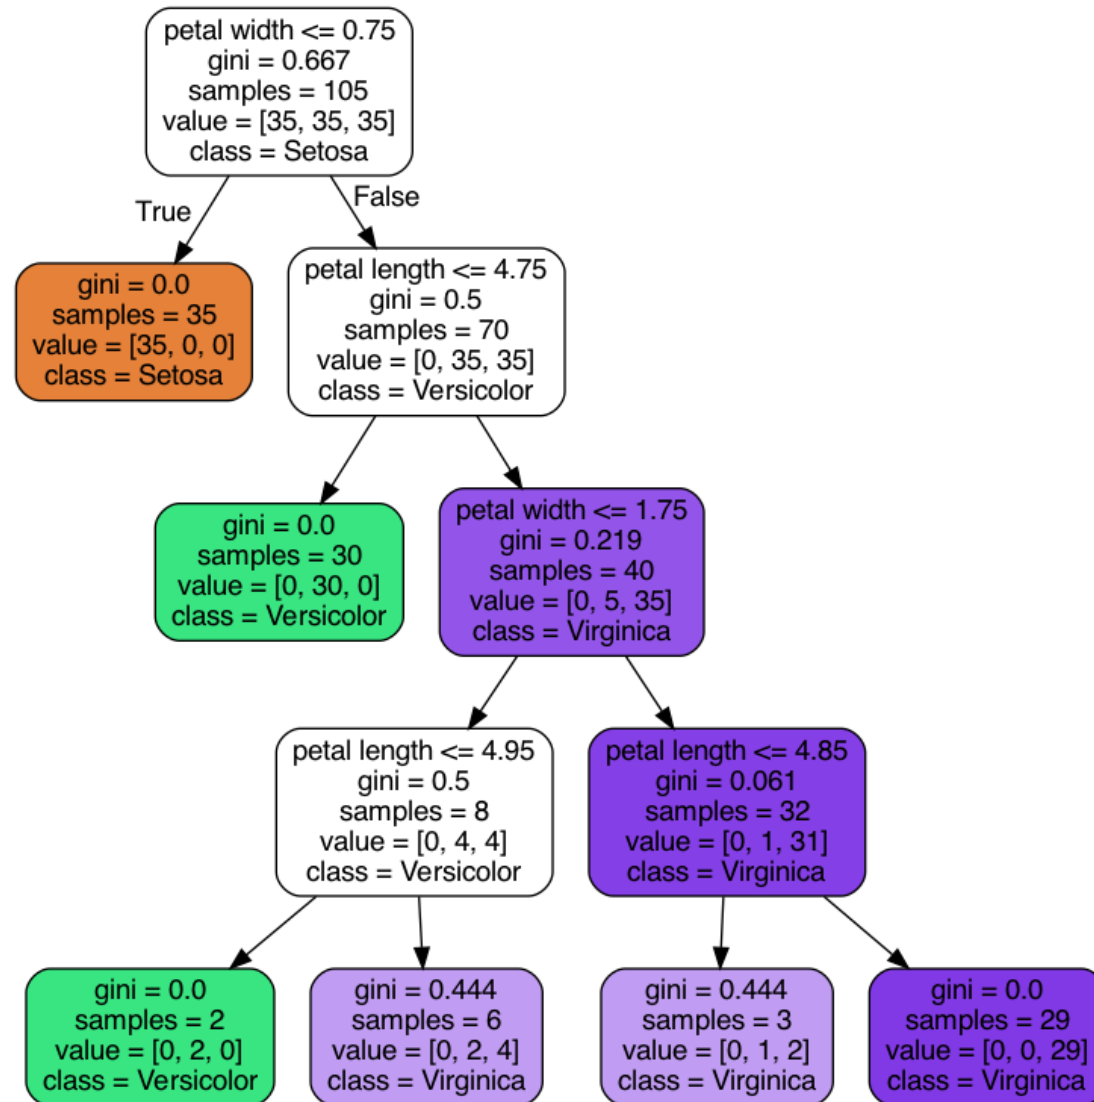 petal width <= 0.75
gini = 0.667
samples = 105
value = [35, 35, 35]
class = Setosa
True
False
gini = 0.0
samples = 35
value = [35, 0, 0]
class = Setosa
petal length <= 4.75
gini = 0.5
samples = 70
value = [0, 35, 35]
class = Versicolor
gini = 0.0
samples = 30
value = [0, 30, 0]
class = Versicolor
petal width <= 1.75
gini = 0.219
samples = 40
value = [0, 5, 35]
class = Virginica
petal length <= 4.95
gini = 0.5
samples = 8
value = [0, 4, 4]
class = Versicolor
petal length <= 4.85
gini = 0.061
samples = 32
value = [0, 1, 31]
class = Virginica
gini = 0.0
samples = 2
value = [0, 2, 0]
class = Versicolor
gini = 0.444
samples = 6
value = [0, 2, 4]
class = Virginica
gini = 0.444
samples = 3
value = [0, 1, 2]
class = Virginica
gini = 0.0
samples = 29
value = [0, 0, 29]
class = Virginica